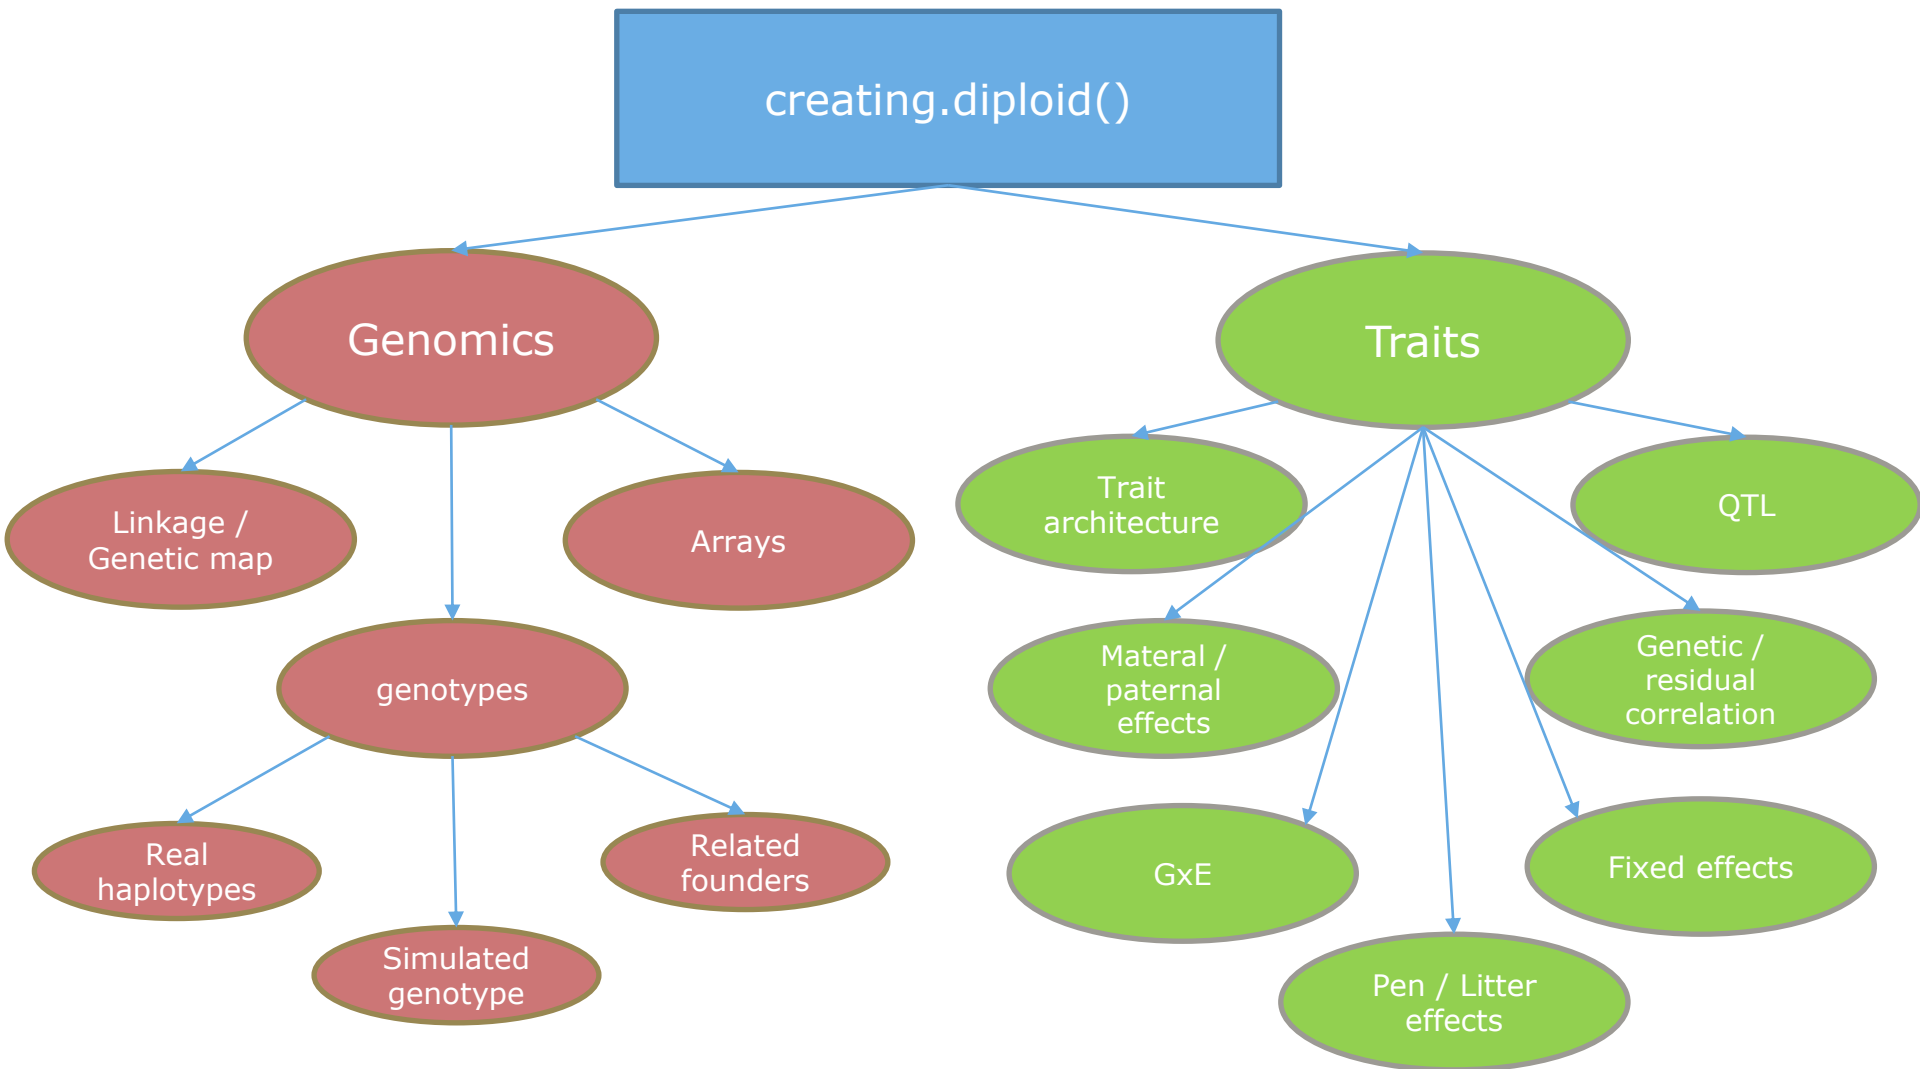 creating.diploid()
Genomics
Traits
Linkage /
Genetic map
Arrays
Trait
architecture
QTL
genotypes
Materal /
paternal
effects
Genetic /
residual
correlation
Real
haplotypes
Related
founders
GxE
Fixed effects
Simulated
genotype
Pen / Litter
effects